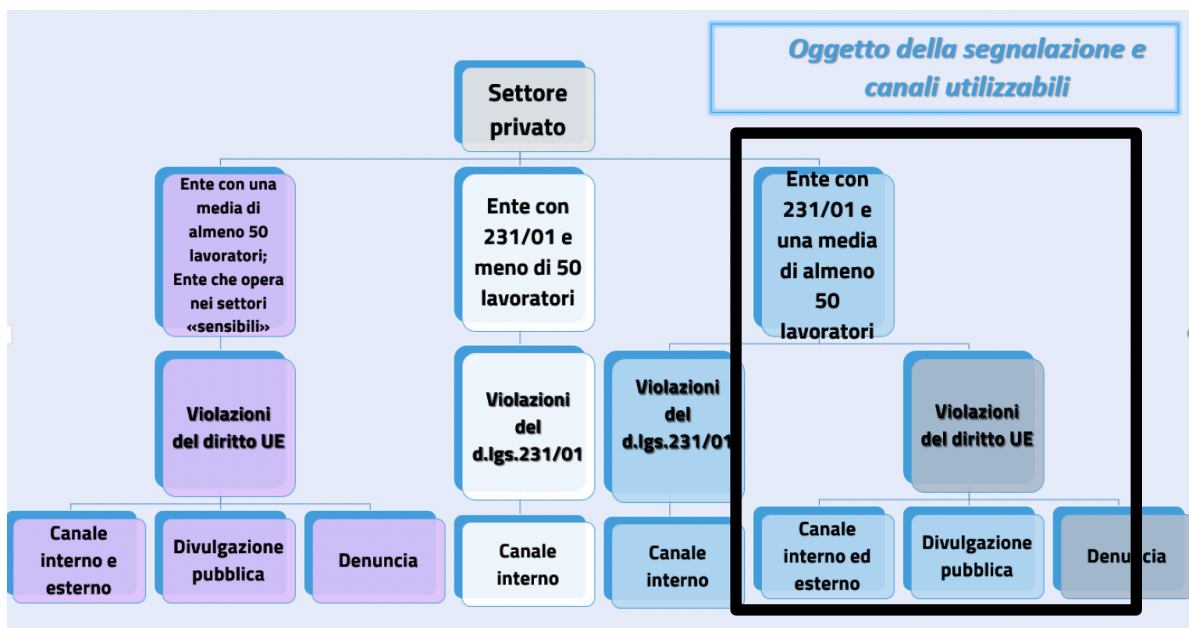 Oggetto della segnalazione e
canali utilizzabili
Settore
privato
Ente con una
media di
almeno 50
lavoratori;
Ente che opera
nei settori
«sensibili»
Ente con
231/01 e
meno di 50
lavoratori
Ente con
231/01 e
una media
di almeno
50
lavoratori
Violazioni
del diritto UE
Violazioni
del
d.lgs.231/01
Violazioni
del
d.lgs.231/01
Violazioni
del diritto UE
Canale
interno e
esterno
Divulgazione
pubblica
Denuncia
Canale
interno
Canale
interno
Canale
interno ed
esterno
Divulgazione
pubblica
Denuncia